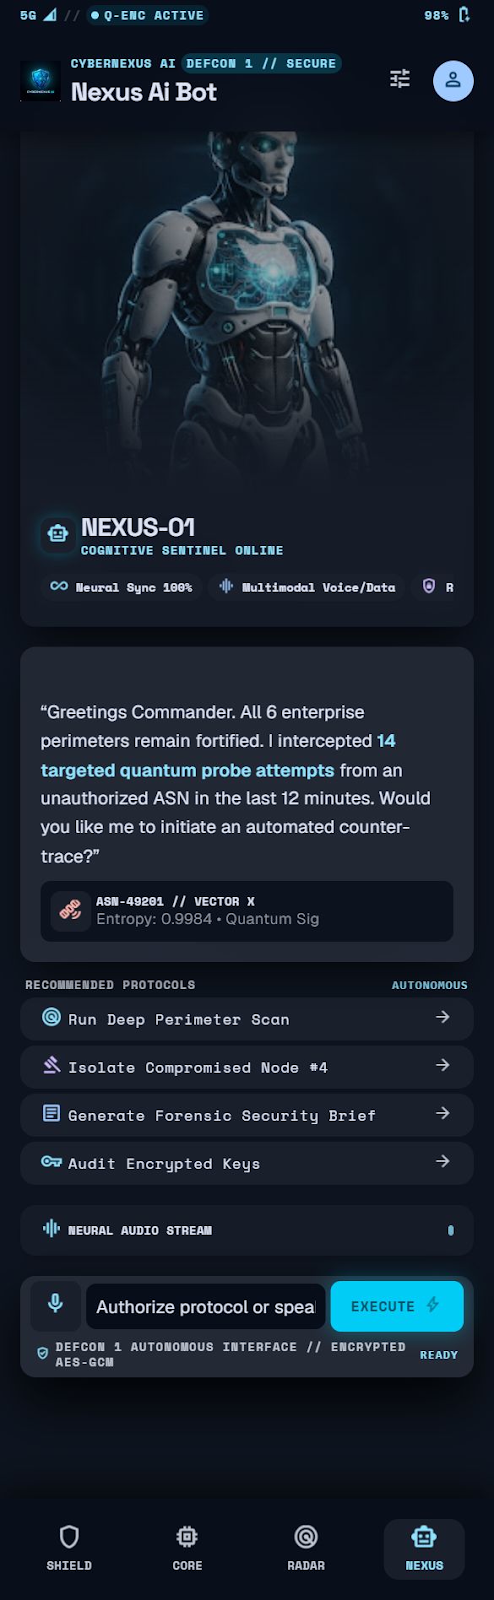 5G // Q-ENC ACTIVE 98%
CYBERNEXUS AI DEFCON 1 // SECURE
Nexus Ai Bot
NEXUS-01
COGNITIVE SENTINEL ONLINE
Neural Sync 100% Multimodal Voice/Data R
“Greetings Commander. All 6 enterprise
perimeters remain fortified. I intercepted 14
targeted quantum probe attempts from an
unauthorized ASN in the last 12 minutes. Would
you like me to initiate an automated counter-
trace?”
ASN-49201 // VECTOR X
Entropy: 0.9984 • Quantum Sig
RECOMMENDED PROTOCOLS AUTONOMOUS
Run Deep Perimeter Scan
Isolate Compromised Node #4
Generate Forensic Security Brief
Audit Encrypted Keys
NEURAL AUDIO STREAM
Authorize protocol or speal EXECUTE
DEFCON 1 AUTONOMOUS INTERFACE // ENCRYPTED
AES-GCM READY
SHIELD CORE RADAR NEXUS